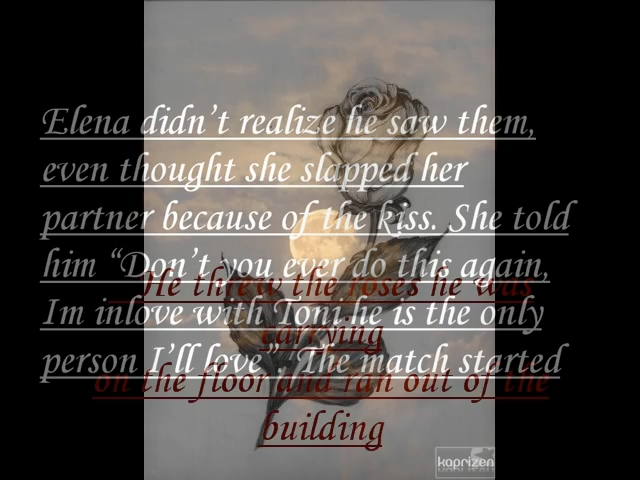 Elena didn't realize he saw them,
even thought she slapped her
partner because of the kiss. She told
him “Don't you ever do this again,
Im inlove with Toni he is the only
person I'll love”. The match started
He threw the roses he was
carrying
on the floor and ran out of the
building
kaprizen